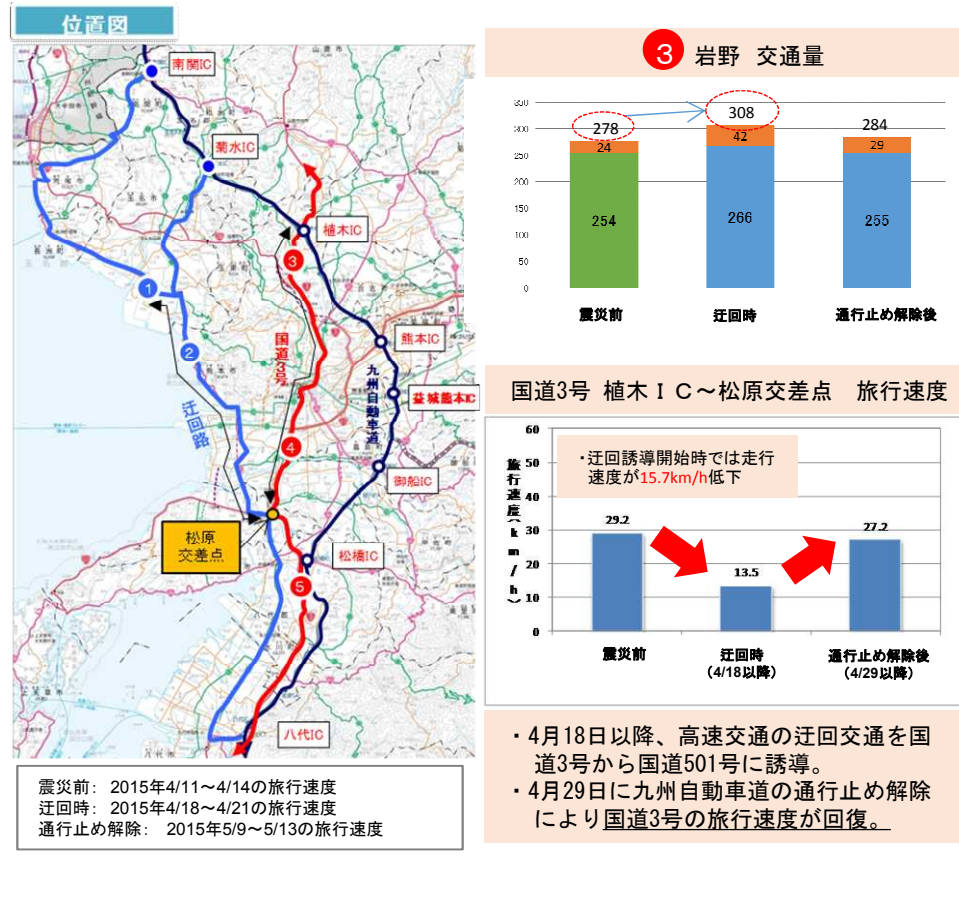 位置図
南関IC
菊水IC
植木IC
熊本IC
益城熊本IC
御船IC
松橋IC
八代IC
国道3号
九州自動車道
迂回路
松原
交差点
1
2
3
4
5
震災前： 2015年4/11～4/14の旅行速度
迂回時： 2015年4/18～4/21の旅行速度
通行止め解除： 2015年5/9～5/13の旅行速度
3 岩野 交通量
350
300
250
200
150
100
50
0
278
24
254
308
42
266
284
29
255
震災前
迂回時
通行止め解除後
国道3号 植木ＩＣ～松原交差点 旅行速度
旅行速度(km/h)
60
50
40
30
20
10
0
・迂回誘導開始時では走行
速度が15.7km/h低下
29.2
13.5
27.2
震災前
迂回時
(4/18以降)
通行止め解除後
(4/29以降)
・4月18日以降、高速交通の迂回交通を国
道3号から国道501号に誘導。
・4月29日に九州自動車道の通行止め解除
により国道3号の旅行速度が回復。